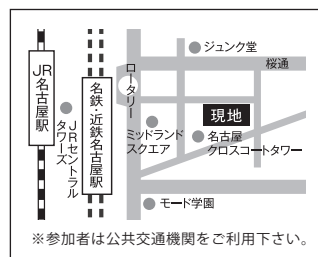 ジュンク堂
桜通
JR名古屋駅
JRセントラル
タワーズ
名鉄・近鉄名古屋駅
ロータリー
現地
ミッドランド
スクエア
名古屋
クロスコートタワー
モード学園
※参加者は公共交通機関をご利用下さい。